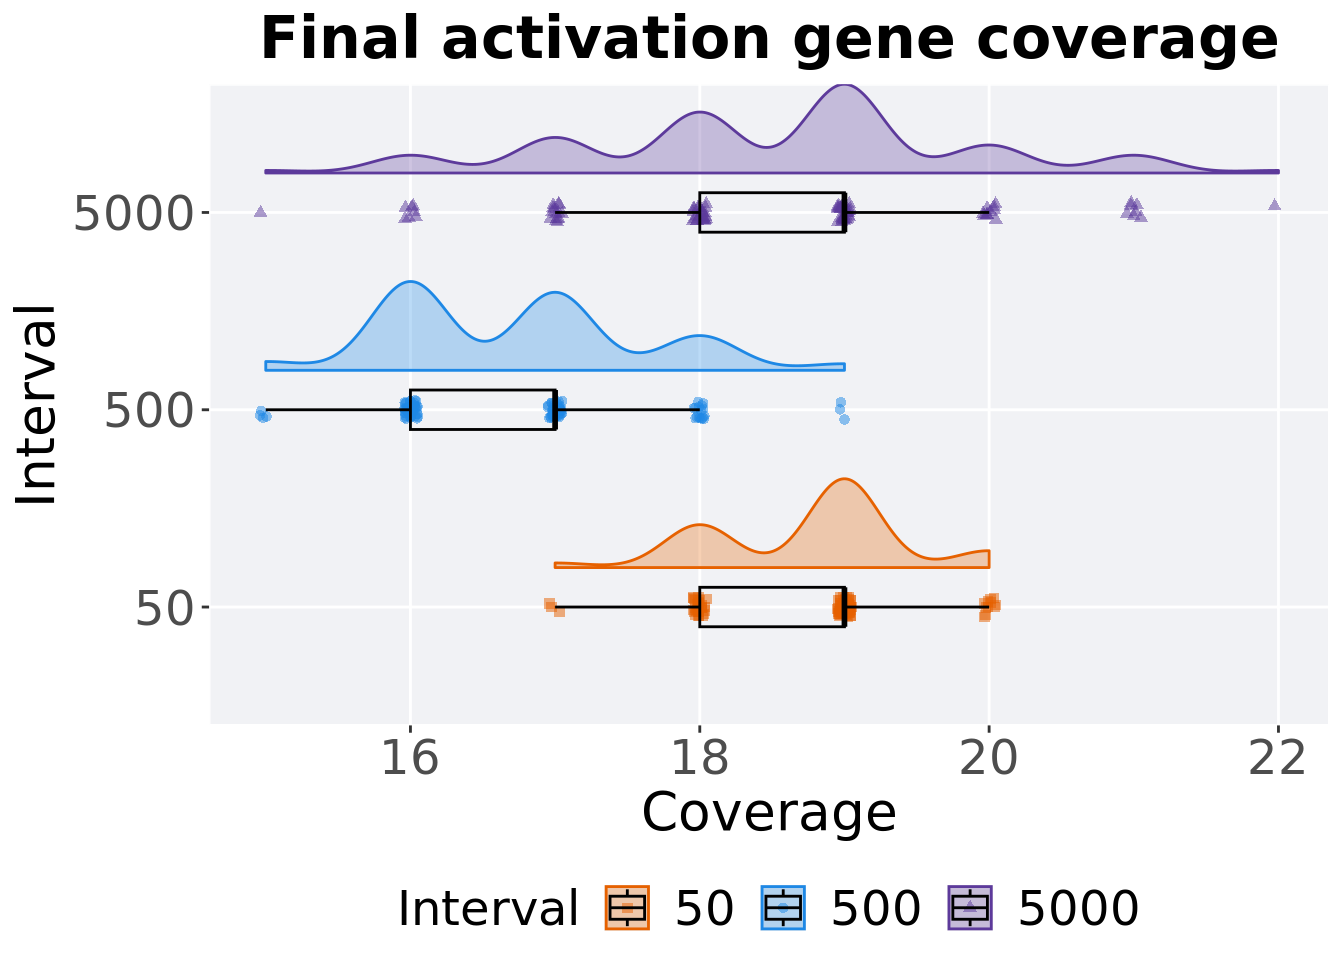 Final activation gene coverage
Interval
5000
500
50
16 18 20 22
Coverage
Interval 50 500 5000